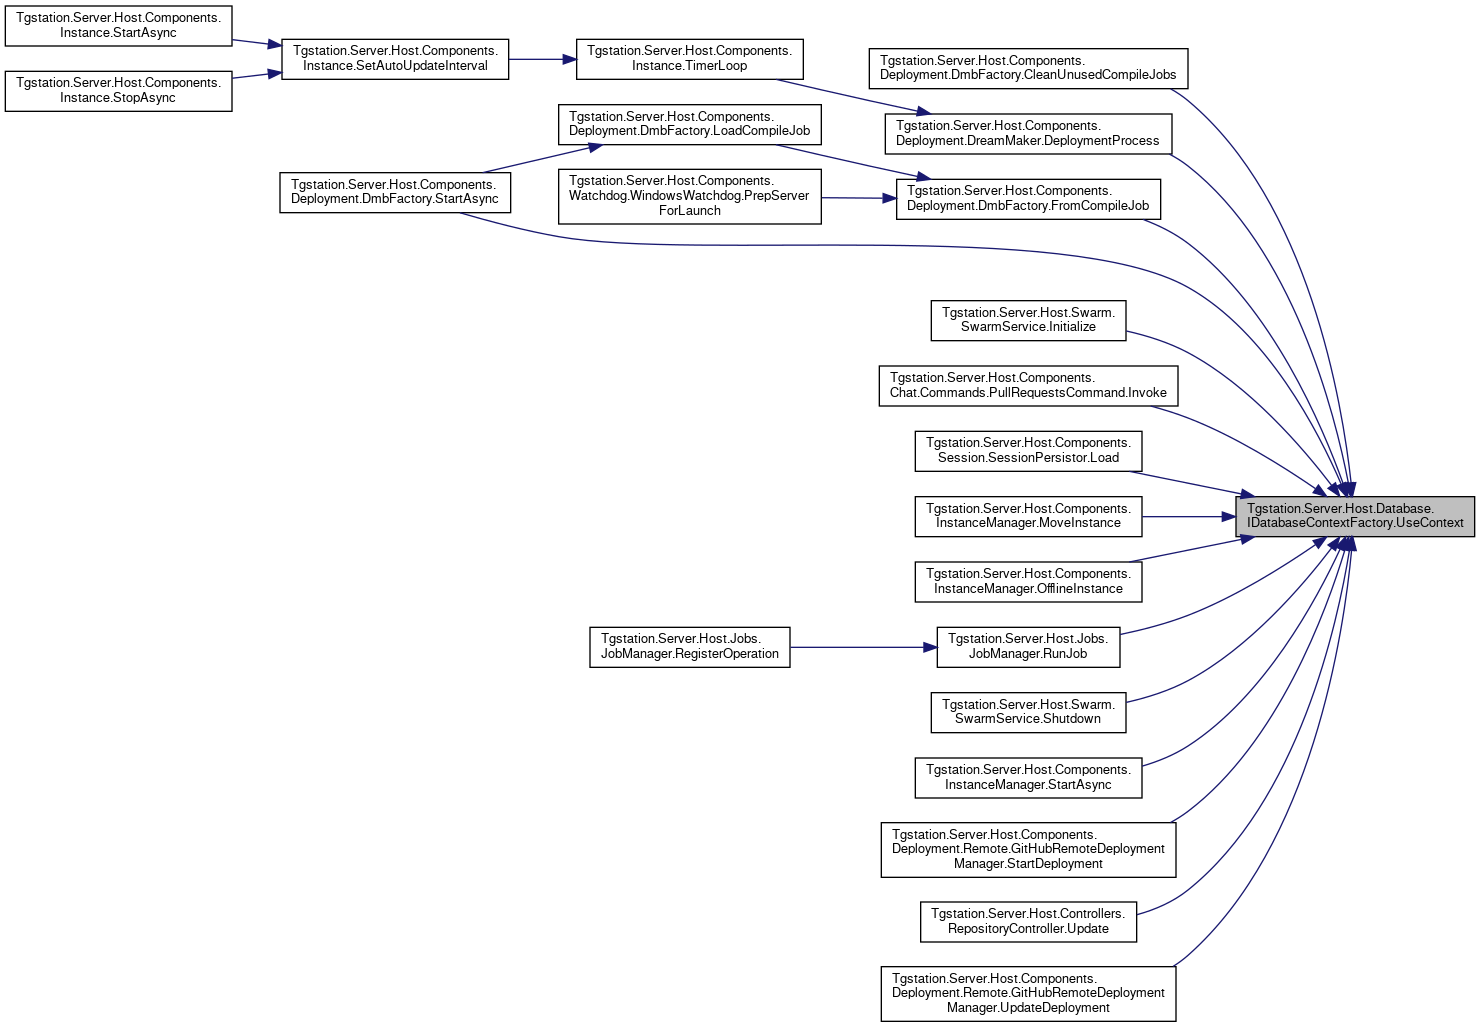 Tgstation.Server.Host.Components.
Instance.StartAsync
Tgstation.Server.Host.Components.
Instance.StopAsync
Tgstation.Server.Host.Components.
Instance.SetAutoUpdateInterval
Tgstation.Server.Host.Components.
Instance.TimerLoop
Tgstation.Server.Host.Components.
Deployment.DmbFactory.CleanUnusedCompileJobs
Tgstation.Server.Host.Components.
Deployment.DreamMaker.DeploymentProcess
Tgstation.Server.Host.Components.
Deployment.DmbFactory.LoadCompileJob
Tgstation.Server.Host.Components.
Deployment.DmbFactory.StartAsync
Tgstation.Server.Host.Components.
Watchdog.WindowsWatchdog.PrepServer
ForLaunch
Tgstation.Server.Host.Components.
Deployment.DmbFactory.FromCompileJob
Tgstation.Server.Host.Swarm.
SwarmService.Initialize
Tgstation.Server.Host.Components.
Chat.Commands.PullRequestsCommand.Invoke
Tgstation.Server.Host.Components.
Session.SessionPersistor.Load
Tgstation.Server.Host.Components.
InstanceManager.MoveInstance
Tgstation.Server.Host.Database.
IDatabaseContextFactory.UseContext
Tgstation.Server.Host.Components.
InstanceManager.OfflineInstance
Tgstation.Server.Host.Jobs.
JobManager.RegisterOperation
Tgstation.Server.Host.Jobs.
JobManager.RunJob
Tgstation.Server.Host.Swarm.
SwarmService.Shutdown
Tgstation.Server.Host.Components.
InstanceManager.StartAsync
Tgstation.Server.Host.Components.
Deployment.Remote.GitHubRemoteDeployment
Manager.StartDeployment
Tgstation.Server.Host.Controllers.
RepositoryController.Update
Tgstation.Server.Host.Components.
Deployment.Remote.GitHubRemoteDeployment
Manager.UpdateDeployment